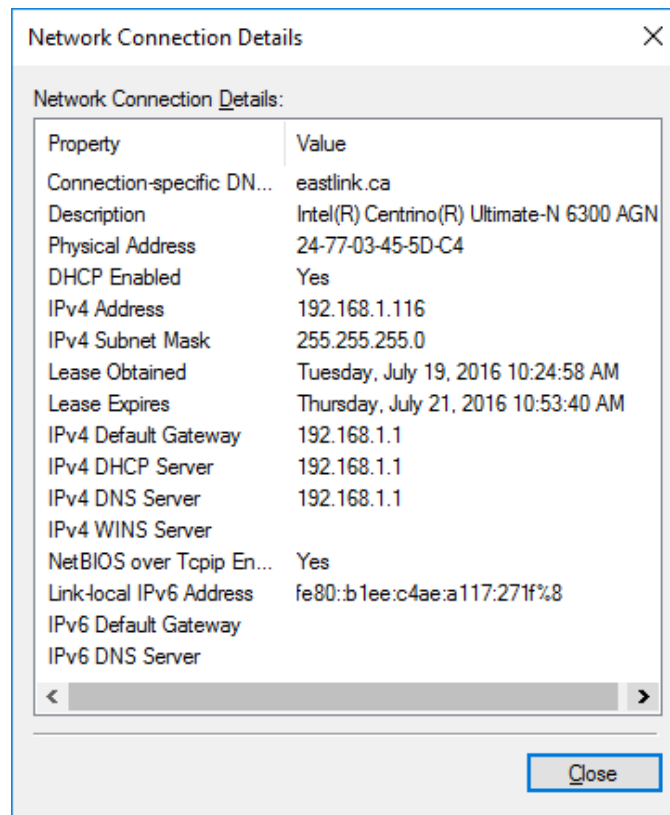 Network Connection Details
Network Connection Details:
Property Value
Connection-specific DN... eastlink.ca
Description Intel(R) Centrino(R) Ultimate-N 6300 AGN
Physical Address 24-77-03-45-5D-C4
DHCP Enabled Yes
IPv4 Address 192.168.1.116
IPv4 Subnet Mask 255.255.255.0
Lease Obtained Tuesday, July 19, 2016 10:24:58 AM
Lease Expires Thursday, July 21, 2016 10:53:40 AM
IPv4 Default Gateway 192.168.1.1
IPv4 DHCP Server 192.168.1.1
IPv4 DNS Server 192.168.1.1
IPv4 WINS Server
NetBIOS over Tcpip En... Yes
Link-local IPv6 Address fe80::b1ee:c4ae:a117:271f%8
IPv6 Default Gateway
IPv6 DNS Server
Close